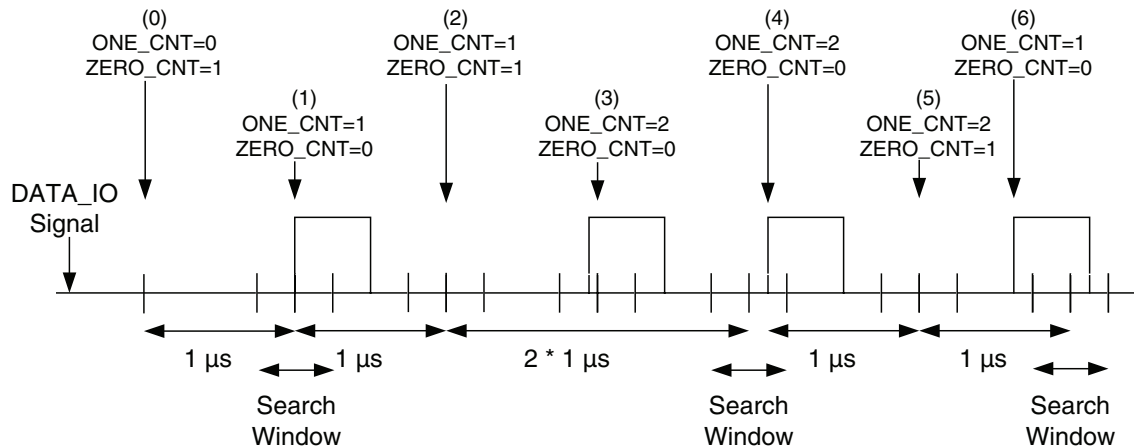 (0)
ONE_CNT=0
ZERO_CNT=1
(2)
ONE_CNT=1
ZERO_CNT=1
(4)
ONE_CNT=2
ZERO_CNT=0
(6)
ONE_CNT=1
ZERO_CNT=0
(1)
ONE_CNT=1
ZERO_CNT=0
(3)
ONE_CNT=2
ZERO_CNT=0
(5)
ONE_CNT=2
ZERO_CNT=1
DATA_IO
Signal
1 µs
1 µs
2 * 1 µs
1 µs
1 µs
Search
Window
Search
Window
Search
Window